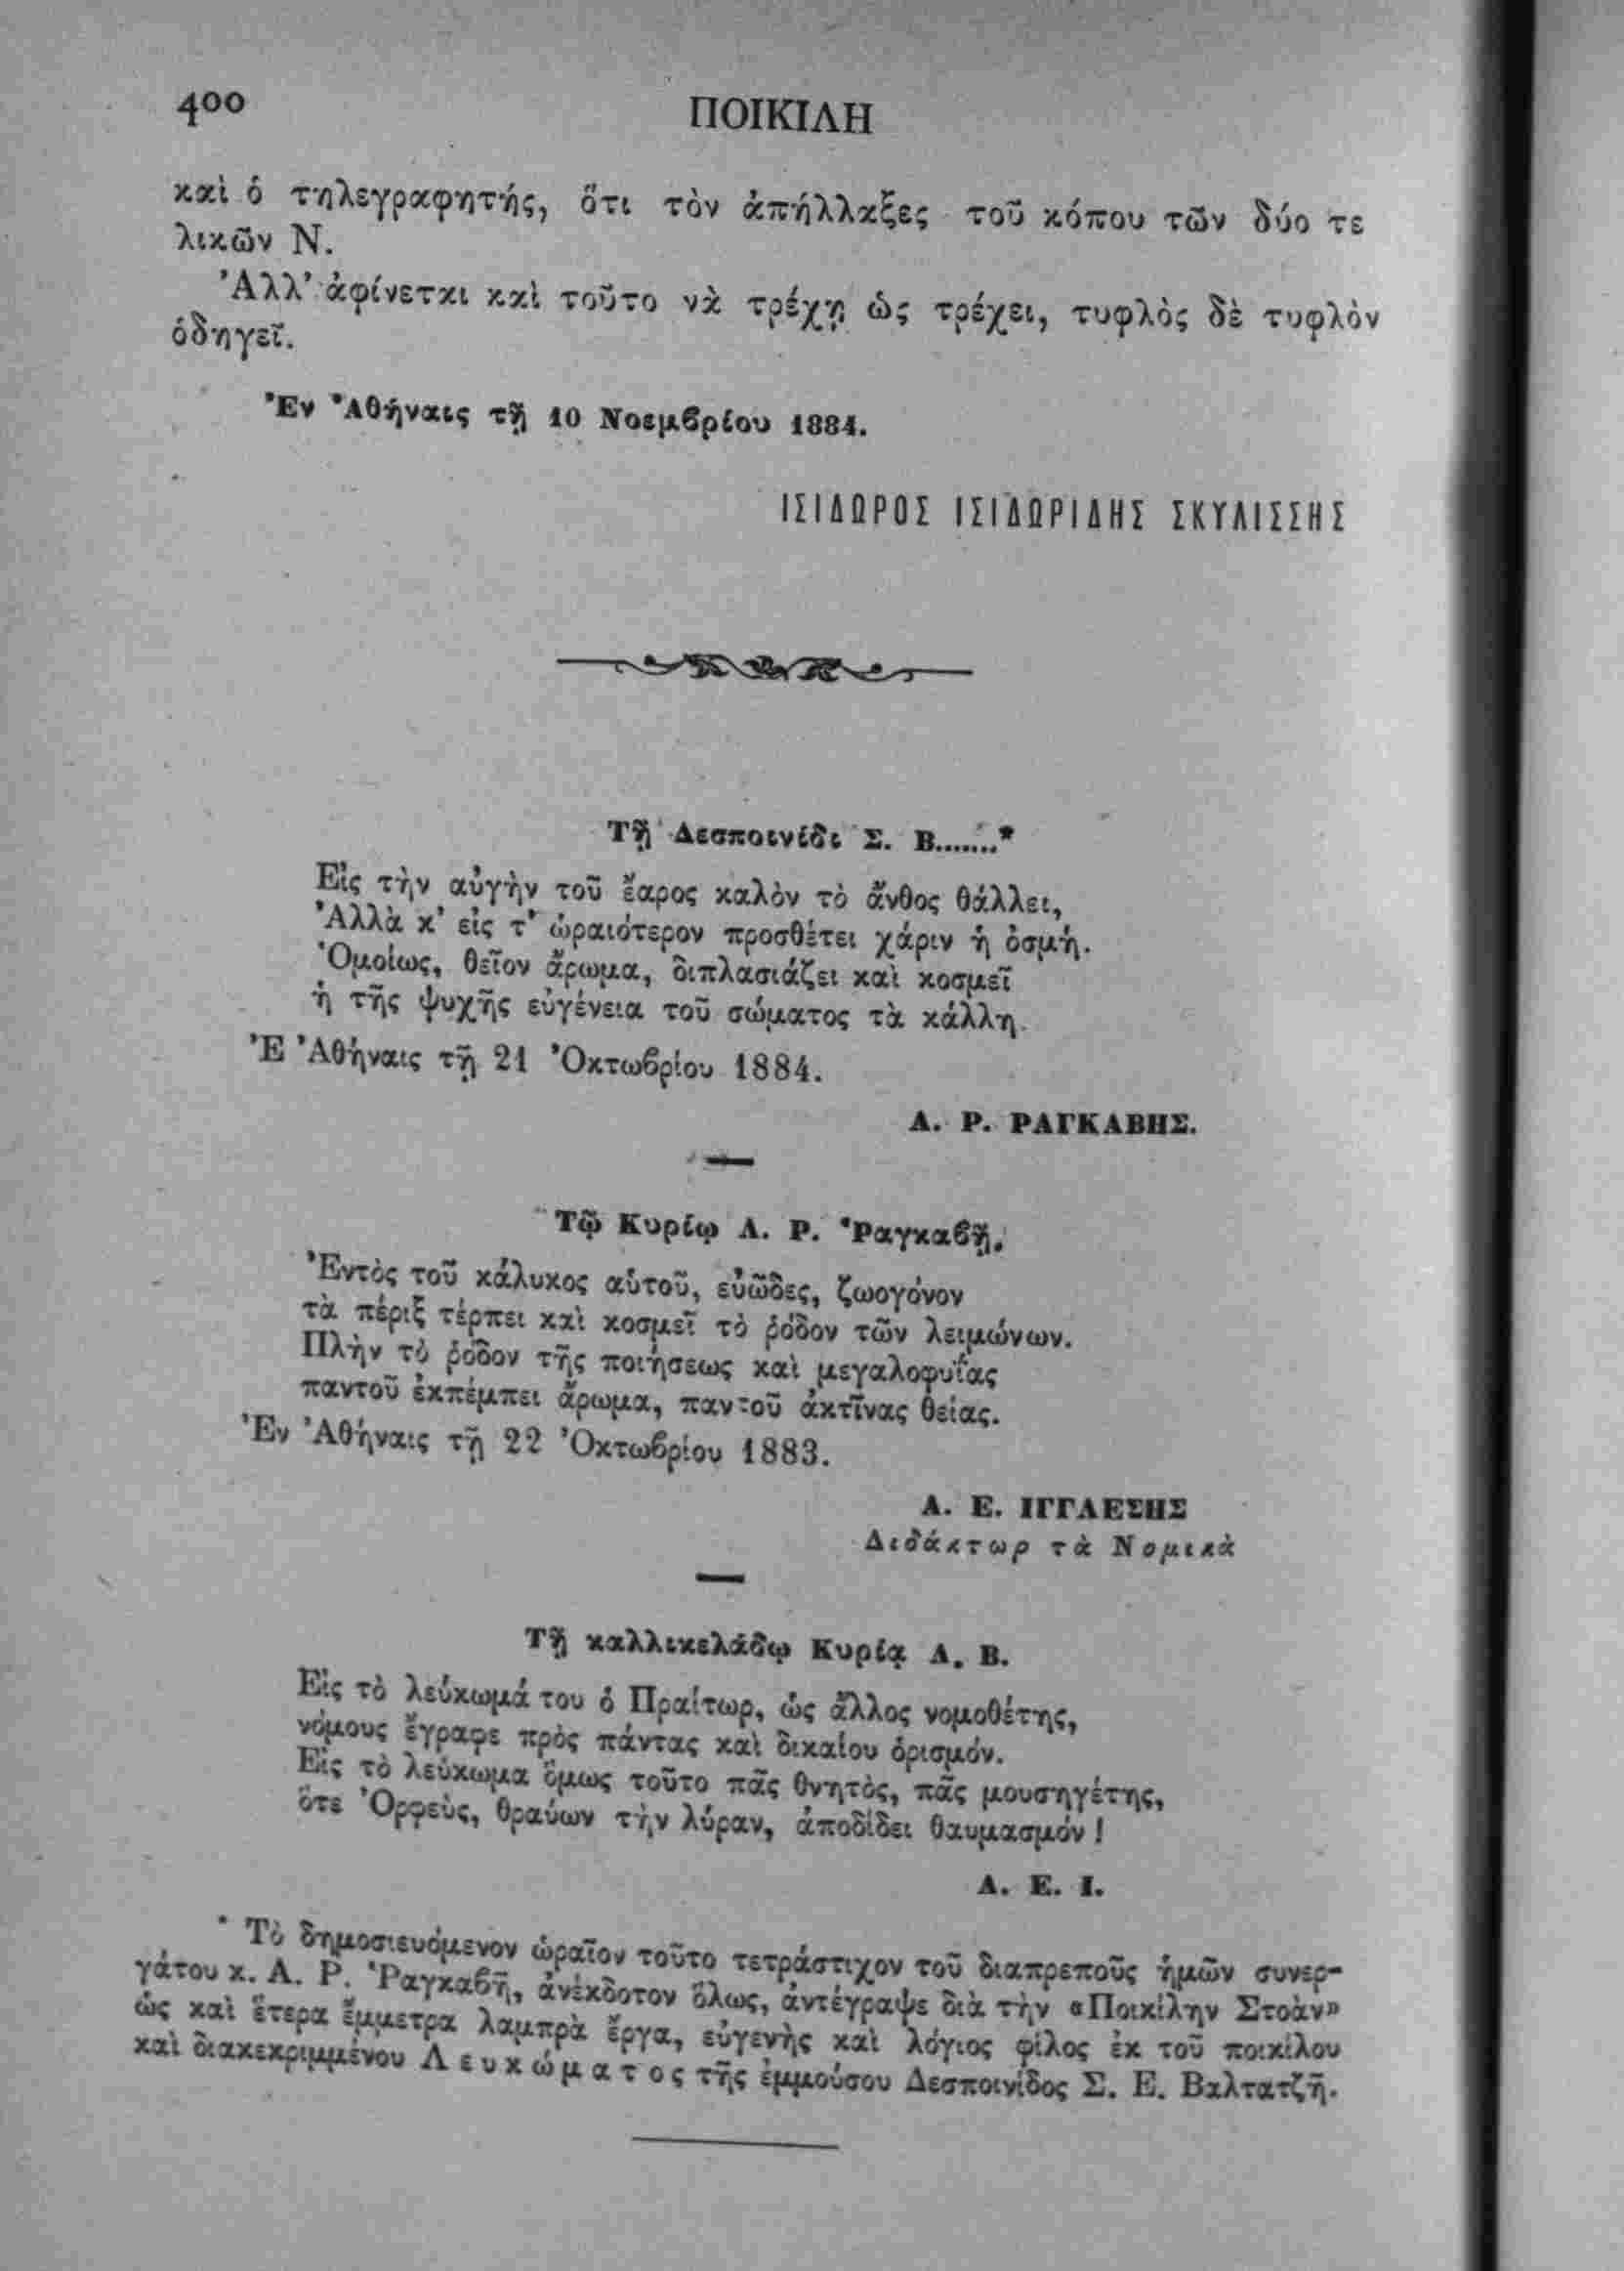 400 ΠΟΙΚΙΛΗ
καὶ ὁ τηλεγραφητής, ὅτι τὸν ἀπήλλαξες τοῦ κόπου τῶν δύο τε
λικῶν Ν.
Ἀλλ' ἀφίνεται καὶ τοῦτο νὰ τρέχῃ ὡς τρέχει, τυφλὸς δὲ τυφλὸν
ὁδηγεῖ.
Ἐν Ἀθήναις τῇ 10 Νοεμβρίου 1884.
ΙΣΙΔΩΡΟΣ ΙΣΙΔΩΡΙΔΗΣ ΣΚΥΛΙΣΣΗΣ
Τῇ Δεσποινίδι Σ. Β.......*
Εἰς τὴν αὐγὴν τοῦ ἔαρος καλὸν τὸ ἄνθος θάλλει,
Ἀλλὰ κ' εἰς τ' ὡραιότερον προσθέτει χάριν ἡ ὀσμή.
Ὁμοίως, θεῖον ἄρωμα, διπλασιάζει καὶ κοσμεῖ
ἡ τῆς ψυχῆς εὐγένεια τοῦ σώματος τὰ κάλλη.
Ἐ Ἀθήναις τῇ 21 Ὀκτωβρίου 1884.
Α. Ρ. ΡΑΓΚΑΒΗΣ.
Τῷ Κυρίῳ Α. Ρ. Ῥαγκαβῇ.
Ἐντὸς τοῦ κάλυκος αὑτοῦ, εὐῶδες, ζωογόνον
τὰ πέριξ τέρπει καὶ κοσμεῖ τὸ ῥόδον τῶν λειμώνων.
Πλὴν τὸ ῥόδον τῆς ποιήσεως καὶ μεγαλοφυΐας
παντοῦ ἐκπέμπει ἄρωμα, παντοῦ ἀκτῖνας θείας.
Ἐν Ἀθήναις τῇ 22 Ὀκτωβρίου 1883.
Α. Ε. ΙΓΓΛΕΣΗΣ
Διδάκτωρ τὰ Νομικὰ
Τῇ καλλικελάδῳ Κυρίᾳ Α. Β.
Εἰς τὸ λεύκωμά του ὁ Πραίτωρ, ὡς ἄλλος νομοθέτης,
νόμους ἔγραφε πρὸς πάντας καὶ δικαίου ὁρισμόν.
Εἰς τὸ λεύκωμα ὅμως τοῦτο πᾶς θνητὸς, πᾶς μουσηγέτης,
ὅτε Ὀρφεὺς, θραύων τὴν λύραν, ἀποδίδει θαυμασμόν !
Α. Ε. Ι.
* Τὸ δημοσιευόμενον ὡραῖον τοῦτο τετράστιχον τοῦ διαπρεποῦς ἡμῶν συνερ-
γάτου κ. Α. Ρ. Ῥαγκαβῆ, ἀνέκδοτον ὅλως, ἀντέγραψε διὰ τὴν «Ποικίλην Στοὰν»
ὡς καὶ ἕτερα ἔμμετρα λαμπρὰ ἔργα, εὐγενὴς καὶ λόγιος φίλος ἐκ τοῦ ποικίλου
καὶ διακεκριμμένου Λευκώματος τῆς ἐμμούσου Δεσποινίδος Σ. Ε. Βαλτατζῆ.